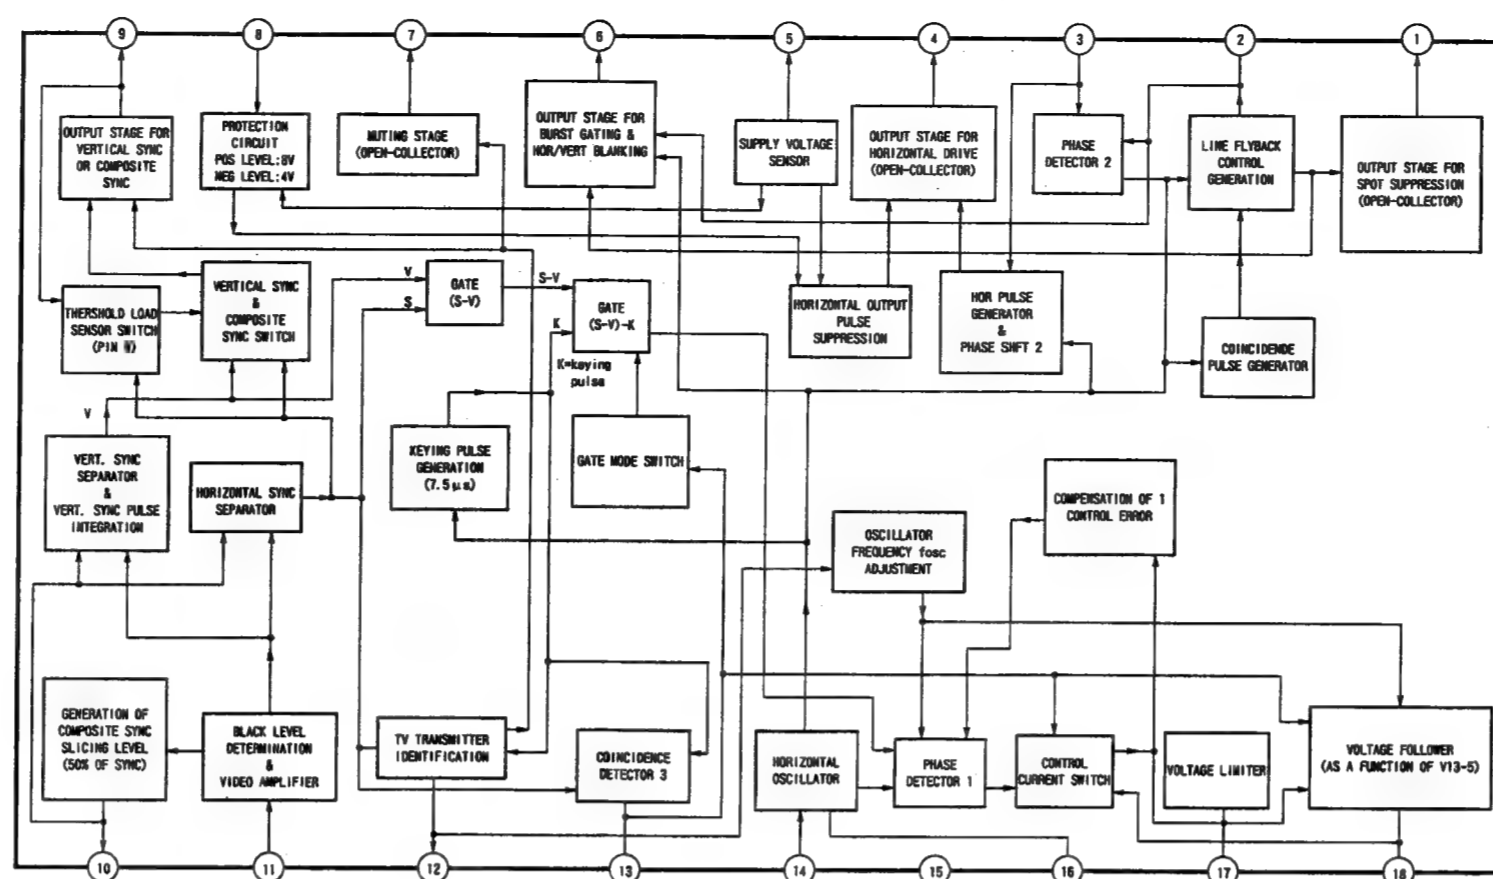 9
8
7
6
5
4
3
2
1
OUTPUT STAGE FOR
VERTICAL SYNC
OR COMPOSITE
SYNC
PROTECTION
CIRCUIT
POS LEVEL:8V
NEG LEVEL:4V
MUTING STAGE
(OPEN-COLLECTOR)
OUTPUT STAGE FOR
BURST GATING &
HOR/VERT BLANKING
SUPPLY VOLTAGE
SENSOR
OUTPUT STAGE FOR
HORIZONTAL DRIVE
(OPEN-COLLECTOR)
PHASE
DETECTOR 2
LINE FLYBACK
CONTROL
GENERATION
OUTPUT STAGE FOR
SPOT SUPPRESSION
(OPEN-COLLECTOR)
THERSHOLD LOAD
SENSOR SWITCH
(PIN
VERTICAL SYNC
&
COMPOSITE
SYNC SWITCH
V
S
GATE
(S-V)
S-V
K
GATE
(S-V)-K
K=keying
pulse
HORIZONTAL OUTPUT
PULSE
SUPPRESSION
HOR PULSE
GENERATOR
&
PHASE SHFT 2
COINCIDENDE
PULSE GENERATOR
V
VERT. SYNC
SEPARATOR
&
VERT. SYNC PULSE
INTEGRATION
HORIZONTAL SYNC
SEPARATOR
KEYING PULSE
GENERATION
(7.5μs)
GATE MODE SWITCH
OSCILLATOR
FREQUENCY fosc
ADJUSTMENT
COMPENSATION OF 1
CONTROL ERROR
GENERATION OF
COMPOSITE SYNC
SLICING LEVEL
(50% OF SYNC)
BLACK LEVEL
DETERMINATION
&
VIDEO AMPLIFIER
TV TRANSMITTER
IDENTIFICATION
COINCIDENCE
DETECTOR 3
HORIZONTAL
OSCILLATOR
PHASE
DETECTOR 1
CONTROL
CURRENT SWITCH
VOLTAGE LIMITER
VOLTAGE FOLLOWER
(AS A FUNCTION OF V13-5)
10
11
12
13
14
15
16
17
18